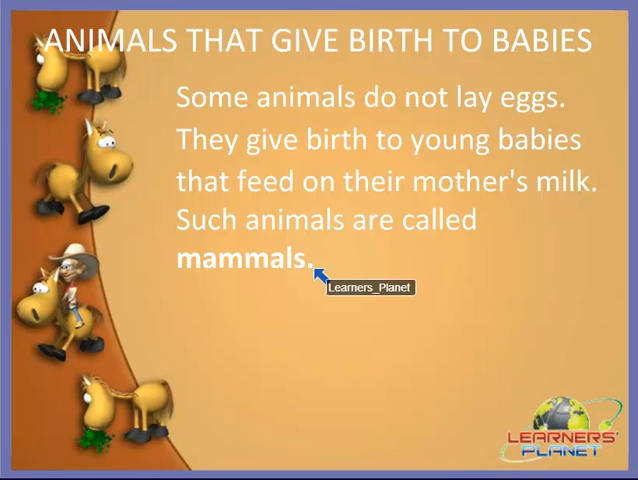 ANIMALS THAT GIVE BIRTH TO BABIES
Some animals do not lay eggs.
They give birth to young babies
that feed on their mother's milk.
Such animals are called
mammals.
Learners_Planet
LEARNERS'
PLANET